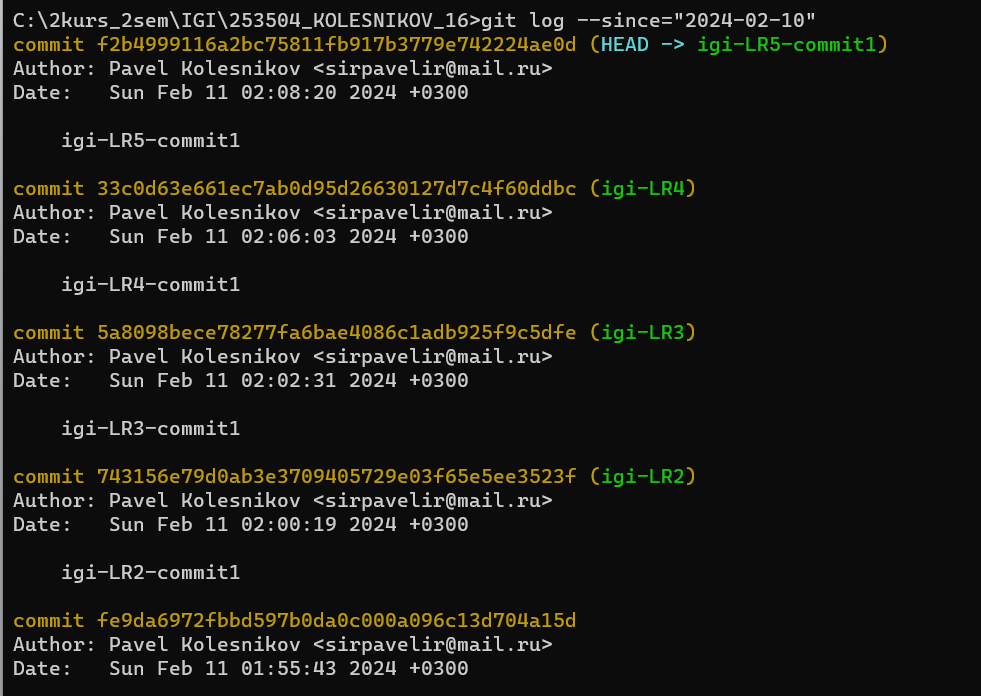 C:\2kurs_2sem\IGI\253504_KOLESNIKOV_16>git log --since="2024-02-10"
commit f2b4999116a2bc75811fb917b3779e742224ae0d (HEAD -> igi-LR5-commit1)
Author: Pavel Kolesnikov <sirpavelir@mail.ru>
Date:   Sun Feb 11 02:08:20 2024 +0300
igi-LR5-commit1
commit 33c0d63e661ec7ab0d95d26630127d7c4f60ddbc (igi-LR4)
Author: Pavel Kolesnikov <sirpavelir@mail.ru>
Date:   Sun Feb 11 02:06:03 2024 +0300
igi-LR4-commit1
commit 5a8098bece78277fa6bae4086c1adb925f9c5dfe (igi-LR3)
Author: Pavel Kolesnikov <sirpavelir@mail.ru>
Date:   Sun Feb 11 02:02:31 2024 +0300
igi-LR3-commit1
commit 743156e79d0ab3e3709405729e03f65e5ee3523f (igi-LR2)
Author: Pavel Kolesnikov <sirpavelir@mail.ru>
Date:   Sun Feb 11 02:00:19 2024 +0300
igi-LR2-commit1
commit fe9da6972fbbd597b0da0c000a096c13d704a15d
Author: Pavel Kolesnikov <sirpavelir@mail.ru>
Date:   Sun Feb 11 01:55:43 2024 +0300